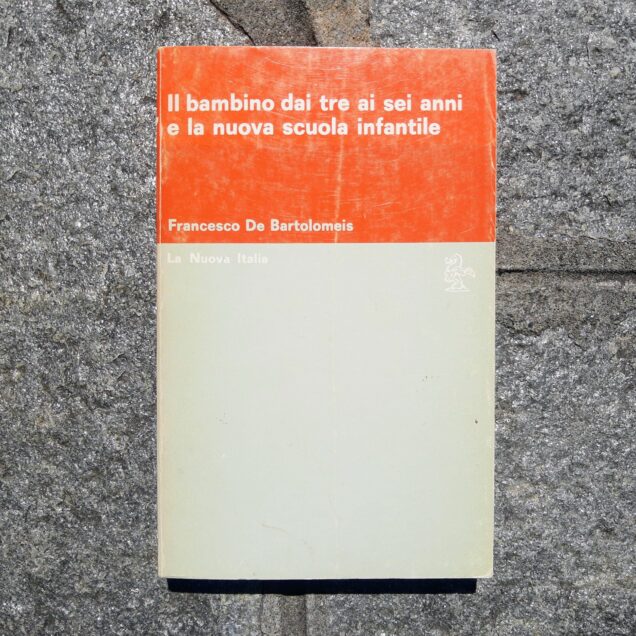 Il bambino dai tre ai sei anni
e la nuova scuola infantile
Francesco De Bartolomeis
La Nuova Italia